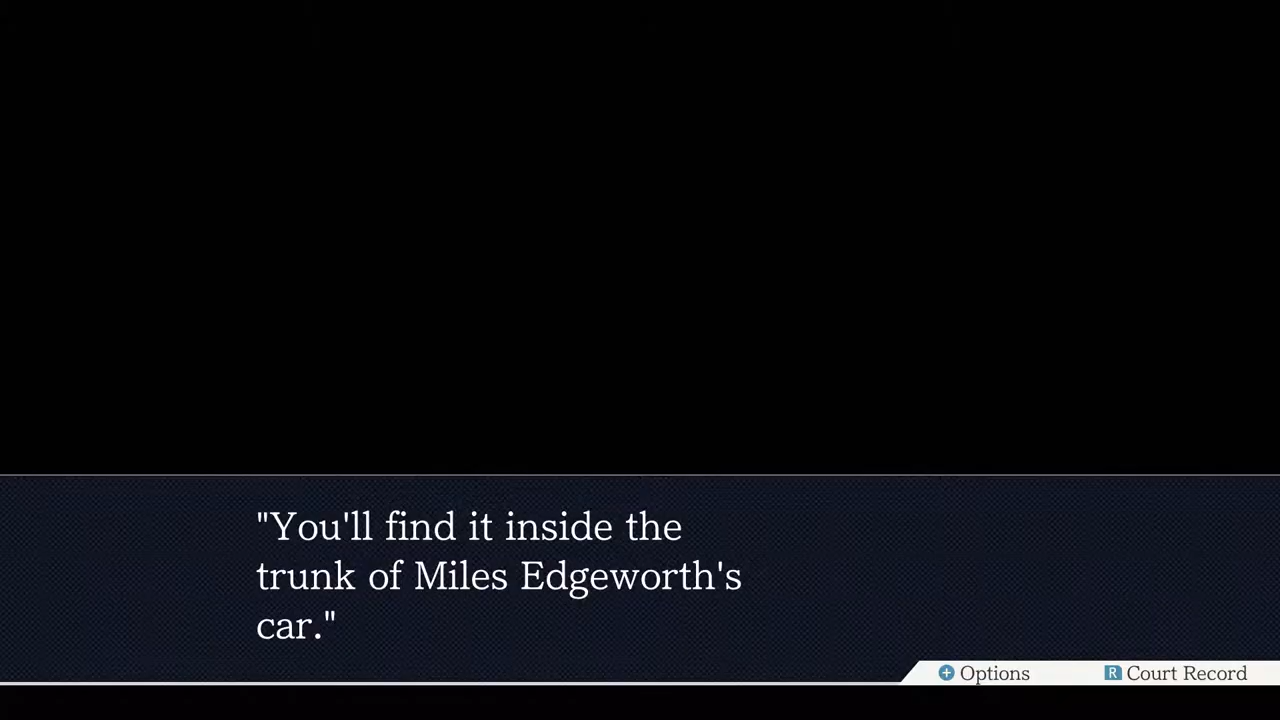 "You'll find it inside the
trunk of Miles Edgeworth's
car."
+ Options
R Court Record